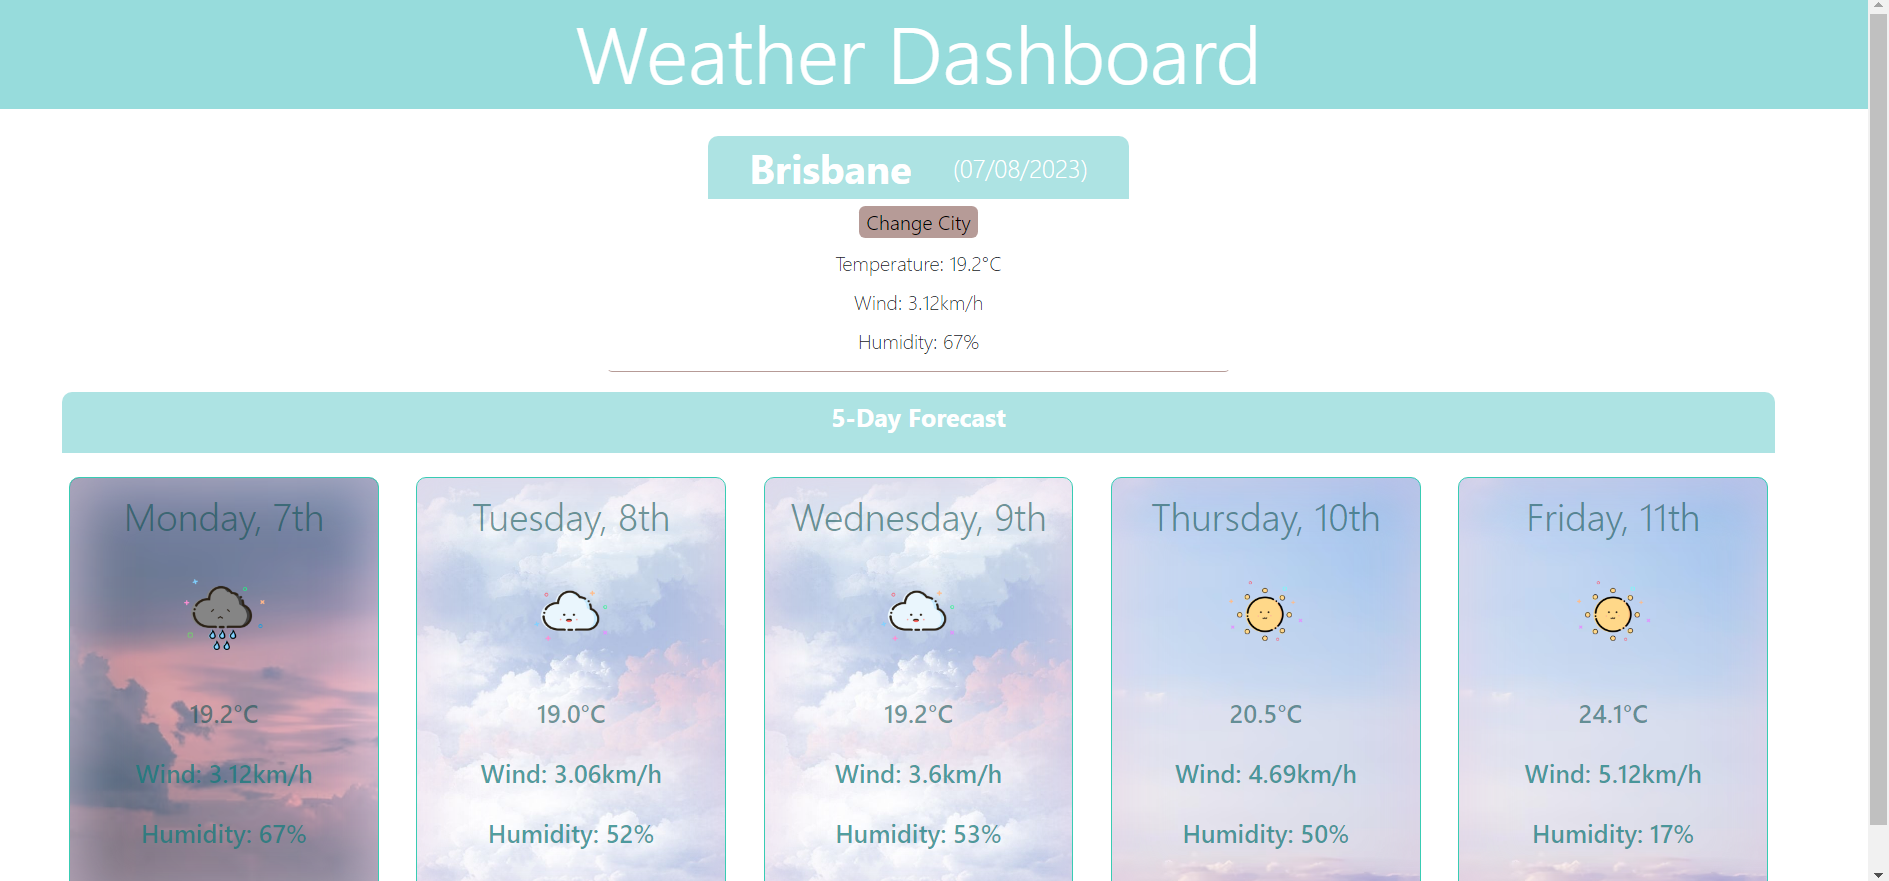 Weather Dashboard
Brisbane (07/08/2023)
Change City
Temperature: 19.2°C
Wind: 3.12km/h
Humidity: 67%
5-Day Forecast
Monday, 7th
19.2°C
Wind: 3.12km/h
Humidity: 67%
Tuesday, 8th
19.0°C
Wind: 3.06km/h
Humidity: 52%
Wednesday, 9th
19.2°C
Wind: 3.6km/h
Humidity: 53%
Thursday, 10th
20.5°C
Wind: 4.69km/h
Humidity: 50%
Friday, 11th
24.1°C
Wind: 5.12km/h
Humidity: 17%